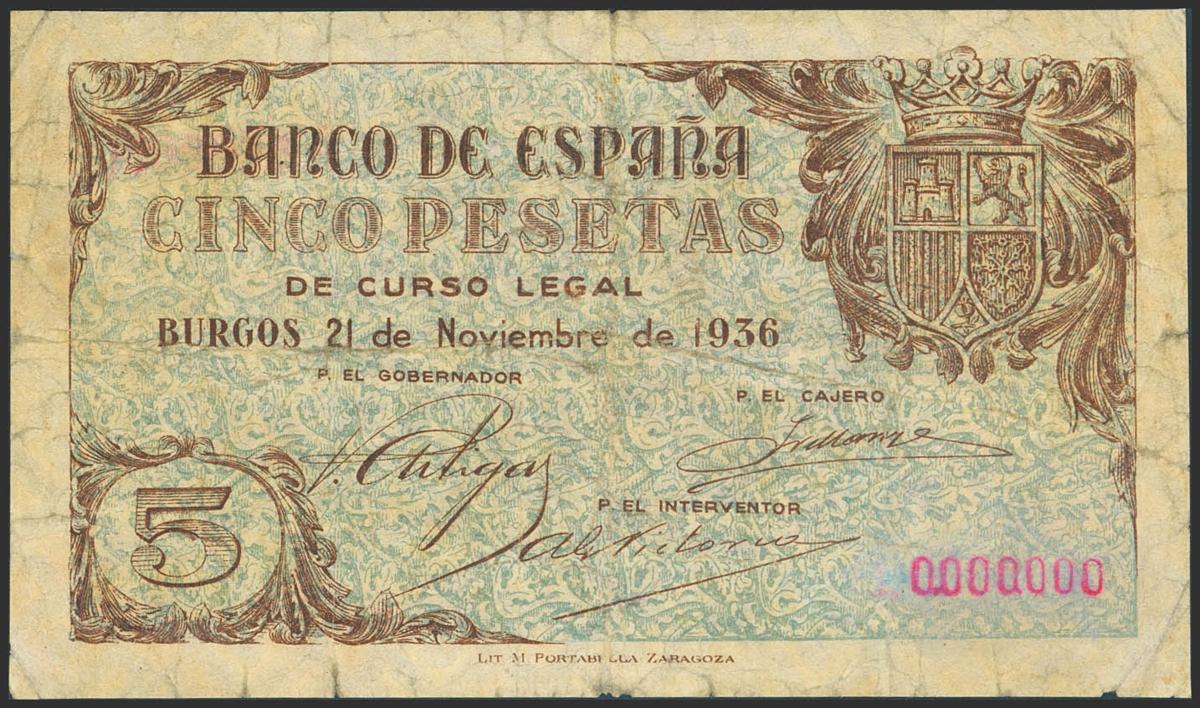 BANCO DE ESPAÑA
CINCO PESETAS
DE CURSO LEGAL
BURGOS 21 de Noviembre de 1936
P. EL GOBERNADOR
P. EL CAJERO
P EL INTERVENTOR
5
0000000
LIT M PORTABELLA ZARAGOZA